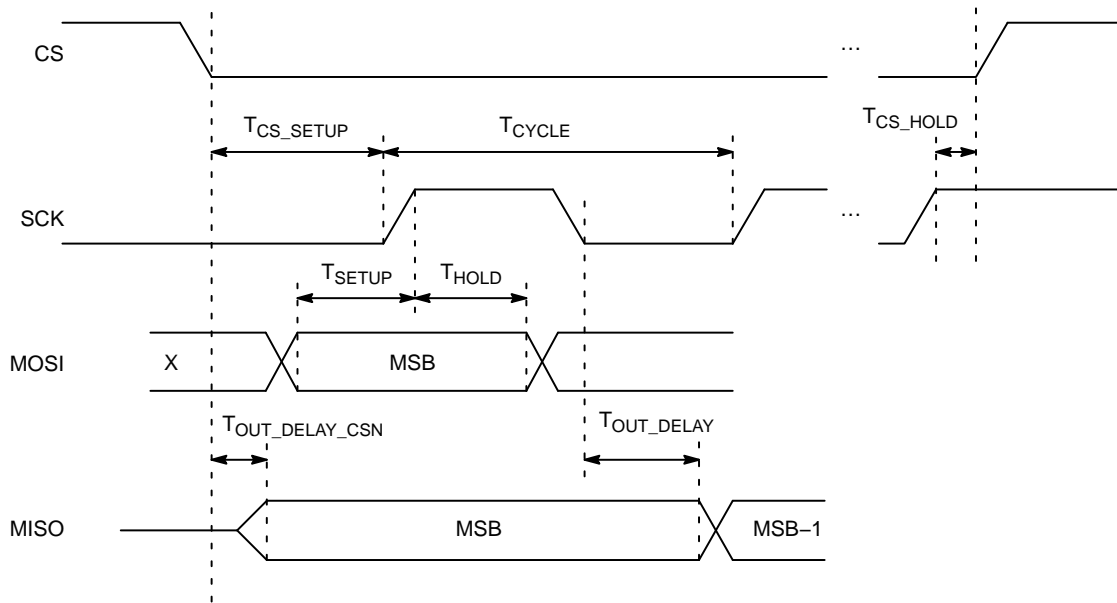 CS
...
T_CS_SETUP
T_CYCLE
T_CS_HOLD
SCK
...
T_SETUP
T_HOLD
MOSI
X
MSB
T_OUT_DELAY_CSN
T_OUT_DELAY
MISO
MSB
MSB–1